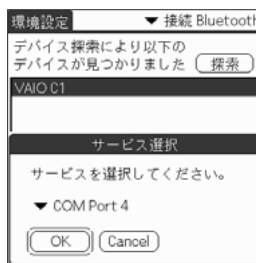 環境設定 ▼ 接続 Bluetooth
デバイス探索により以下の
デバイスが見つかりました 探索
VAIO C1
サービス選択
サービスを選択してください。
▼ COM Port 4
OK Cancel